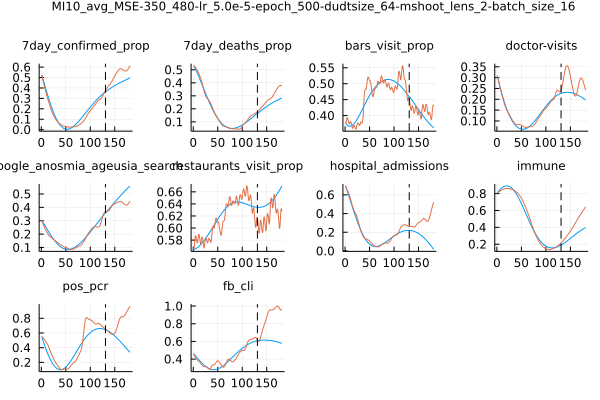 MI10_avg_MSE-350_480-lr_5.0e-5-epoch_500-dudtsize_64-mshoot_lens_2-batch_size_16
7day_confirmed_prop 7day_deaths_prop bars_visit_prop doctor-visits
0.6 0.5 0.4 0.3 0.2 0.1 0.0
0 50 100 150
0.5 0.4 0.3 0.2 0.1
0 50 100 150
0.55 0.50 0.45 0.40
0 50 100 150
0.35 0.30 0.25 0.20 0.15 0.10
0 50 100 150
oogle_anosmia_ageusia_search restaurants_visit_prop hospital_admissions immune
0.5 0.4 0.3 0.2 0.1
0 50 100 150
0.66 0.64 0.62 0.60 0.58
0 50 100 150
0.6 0.4 0.2 0.0
0 50 100 150
0.8 0.6 0.4 0.2
0 50 100 150
pos_pcr fb_cli
0.8 0.6 0.4 0.2
0 50 100 150
1.0 0.8 0.6 0.4
0 50 100 150